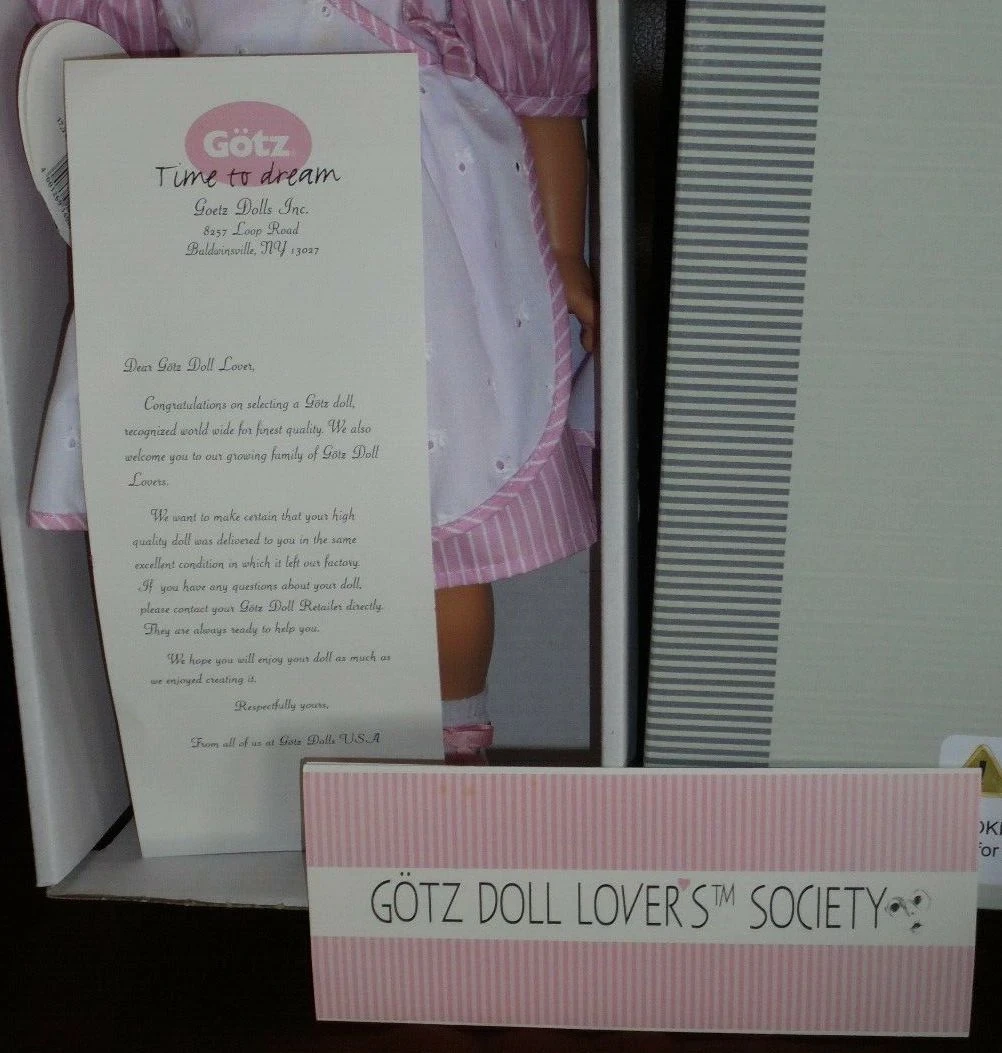 Götz
Time to dream
Goetz Dolls Inc.
8257 Loop Road
Baldwinsville, NY 13027
Dear Götz Doll Lover,
Congratulations on selecting a Götz doll,
recognized world wide for finest quality. We also
welcome you to our growing family of Götz Doll
Lovers.
We want to make certain that your high
quality doll was delivered to you in the same
excellent condition in which it left our factory.
If you have any questions about your doll,
please contact your Götz Doll Retailer directly.
They are always ready to help you.
We hope you will enjoy your doll as much as
we enjoyed creating it.
Respectfully yours,
From all of us at Götz Dolls USA
GÖTZ DOLL LOVER'S™ SOCIETY
for